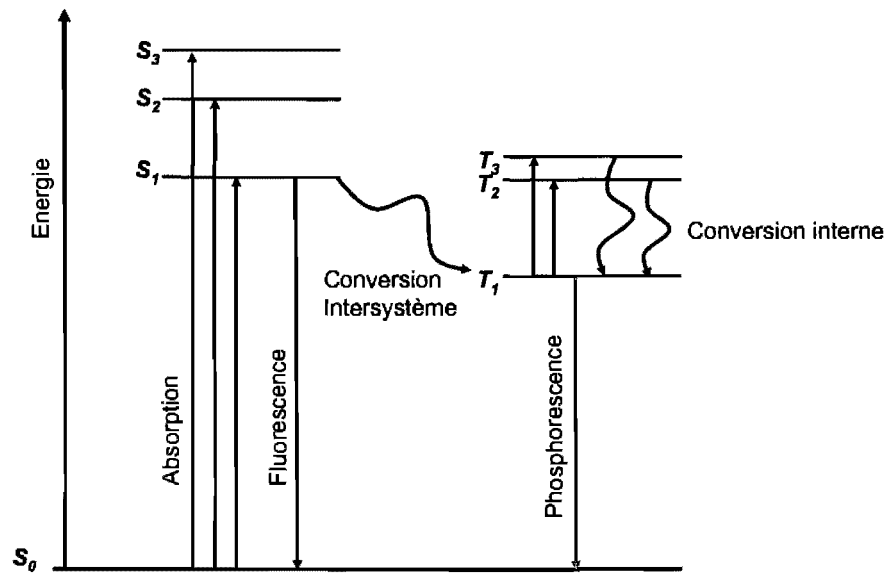 S3
S2
S1
T3
T2
Energie
Conversion interne
Conversion
Intersystème
T1
Absorption
Fluorescence
Phosphorescence
S0